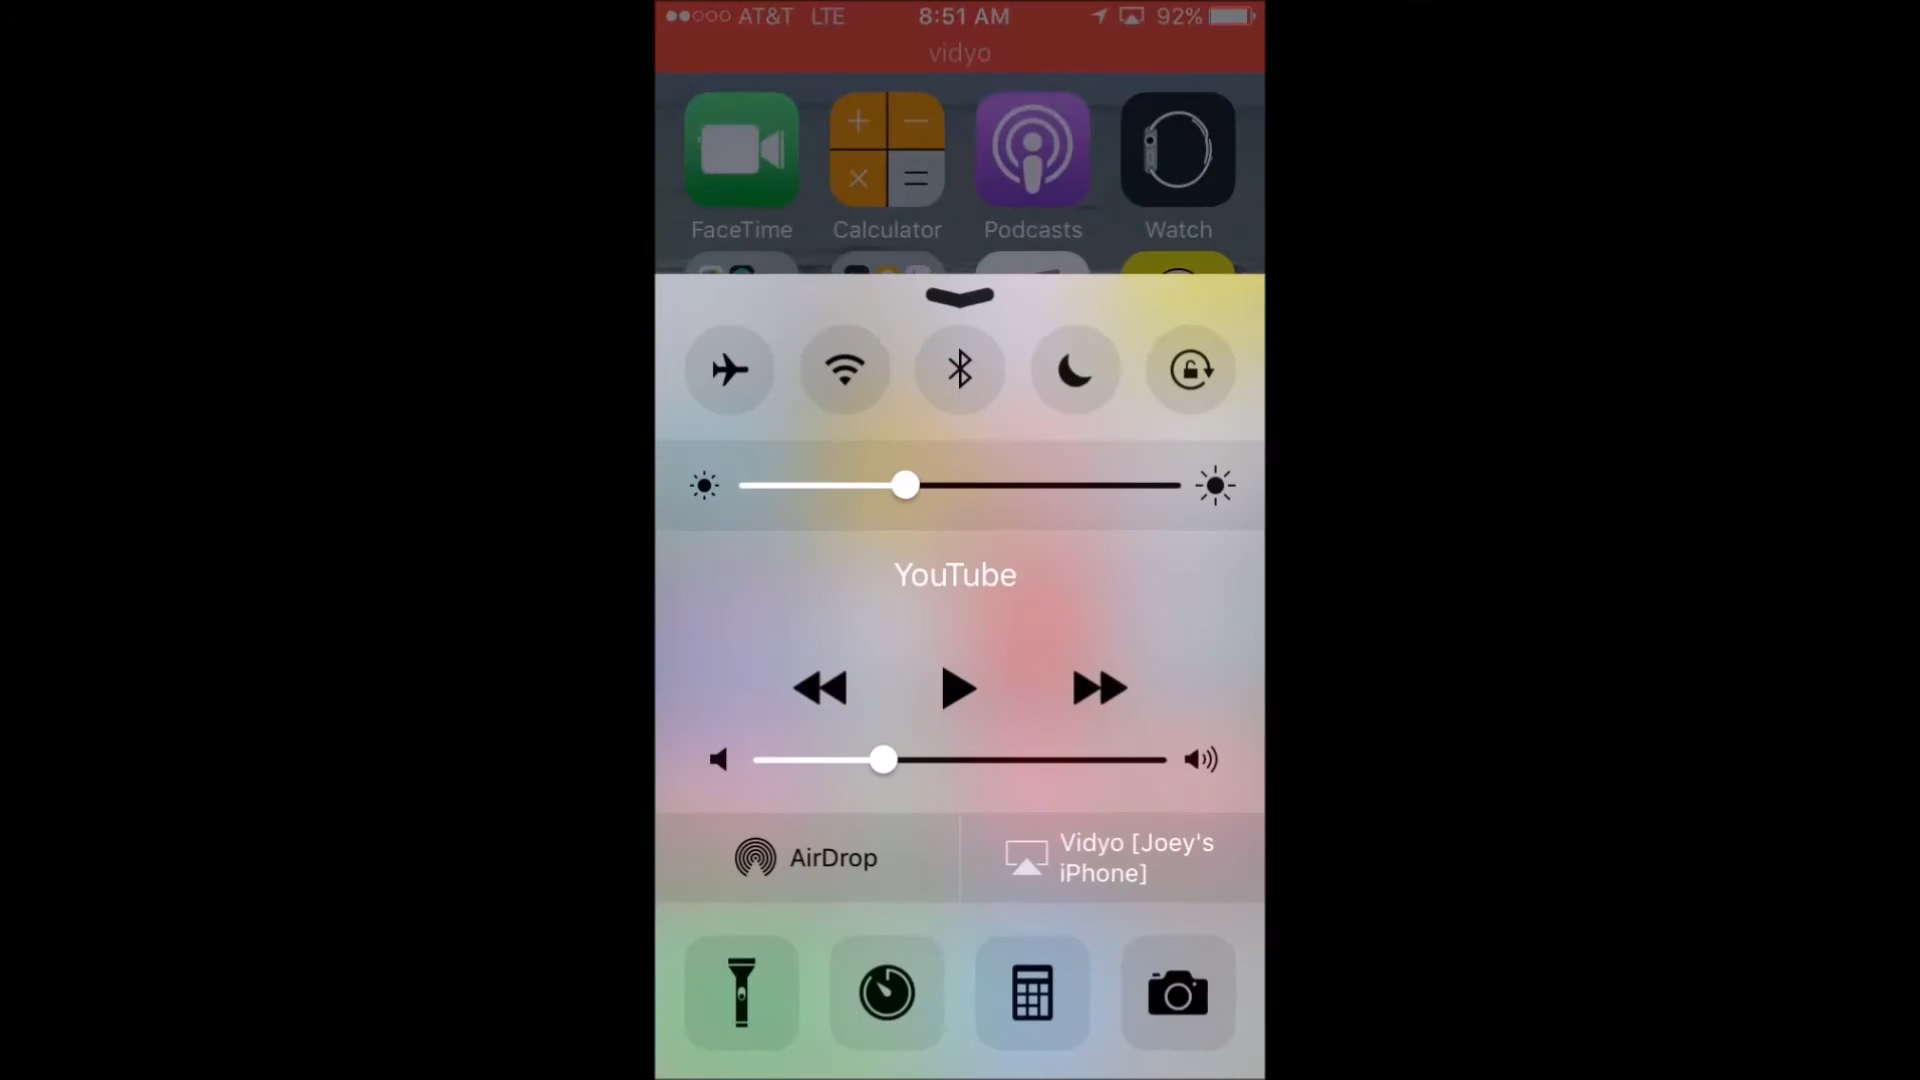 AT&T LTE 8:51 AM 92%
vidyo
FaceTime Calculator Podcasts Watch
YouTube
AirDrop
Vidyo [Joey's
iPhone]